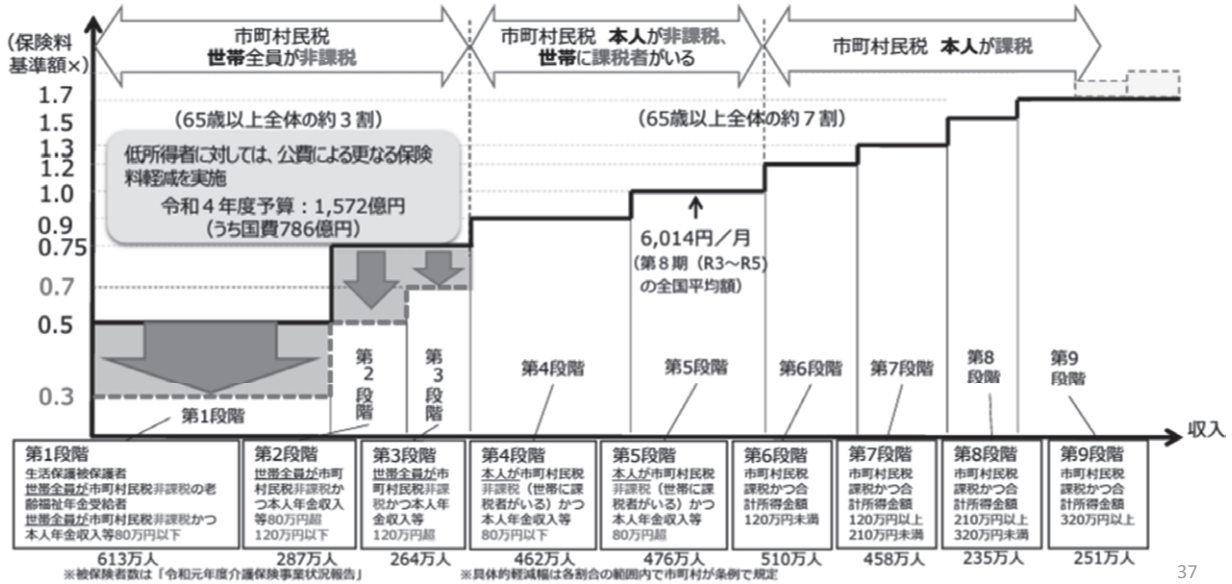 (保険料
基準額×)
市町村民税
世帯全員が非課税
市町村民税 本人が非課税、
世帯に課税者がいる
市町村民税 本人が課税
1.7
1.5
1.3
1.2
1.0
0.9
0.75
0.7
0.5
0.3
(65歳以上全体の約3割)
(65歳以上全体の約7割)
低所得者に対しては、公費による更なる保険
料軽減を実施
令和4年度予算:1,572億円
(うち国費786億円)
6,014円/月
(第8期(R3~R5)
の全国平均額)
第1段階
第2段階
第3段階
第4段階
第5段階
第6段階
第7段階
第8
段階
第9
段階
収入
第1段階
生活保護被保護者
世帯全員が市町村民税非課税の老
齢福祉年金受給者
世帯全員が市町村民税非課税かつ
本人年金収入等80万円以下
613万人
第2段階
世帯全員が市町
村民税非課税か
つ本人年金収入
等80万円超
120万円以下
287万人
第3段階
世帯全員が市
町村民税非課
税かつ本人年
金収入等
120万円超
264万人
第4段階
本人が市町村民税
非課税(世帯に課
税者がいる)かつ
本人年金収入等
80万円以下
462万人
第5段階
本人が市町村民税
非課税(世帯に課
税者がいる)かつ
本人年金収入等
80万円超
476万人
第6段階
市町村民税
課税かつ合
計所得金額
120万円未満
510万人
第7段階
市町村民税
課税かつ合
計所得金額
120万円以上
210万円未満
458万人
第8段階
市町村民税
課税かつ合
計所得金額
210万円以上
320万円未満
235万人
第9段階
市町村民税
課税かつ合
計所得金額
320万円以上
251万人
※被保険者数は「令和元年度介護保険事業状況報告」
※具体的軽減幅は各割合の範囲内で市町村が条例で規定
37